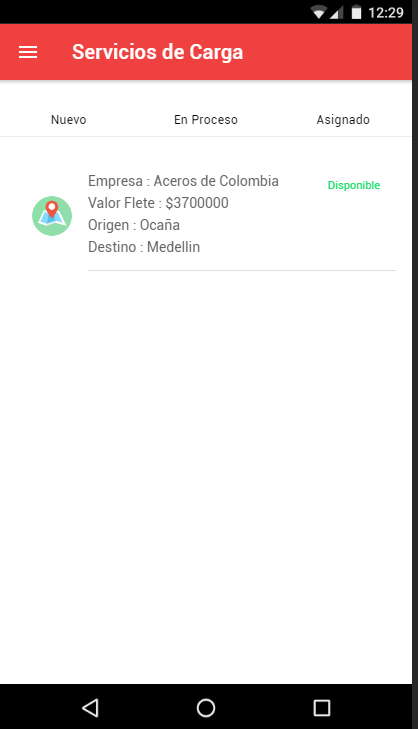 12:29
Servicios de Carga
Nuevo En Proceso Asignado
Empresa : Aceros de Colombia
Disponible
Valor Flete : $3700000
Origen : Ocaña
Destino : Medellin